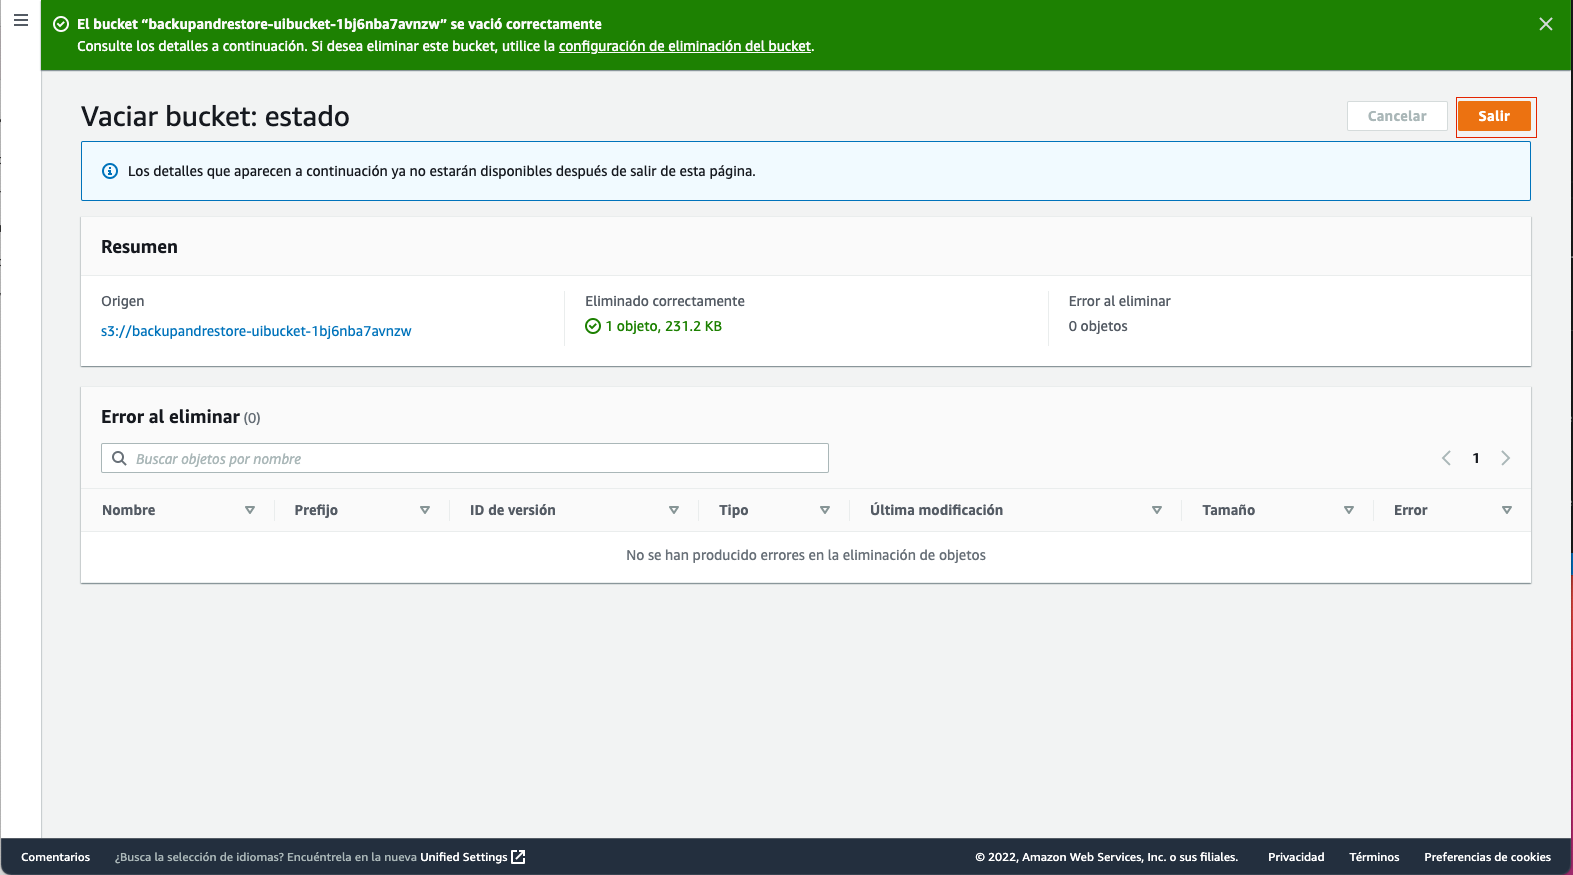 El bucket “backupandrestore-uibucket-1bj6nba7avnzw” se vació correctamente
Consulte los detalles a continuación. Si desea eliminar este bucket, utilice la configuración de eliminación del bucket.
Vaciar bucket: estado
Cancelar
Salir
Los detalles que aparecen a continuación ya no estarán disponibles después de salir de esta página.
Resumen
Origen
s3://backupandrestore-uibucket-1bj6nba7avnzw
Eliminado correctamente
1 objeto, 231.2 KB
Error al eliminar
0 objetos
Error al eliminar (0)
Buscar objetos por nombre
1
Nombre
Prefijo
ID de versión
Tipo
Última modificación
Tamaño
Error
No se han producido errores en la eliminación de objetos
Comentarios
¿Busca la selección de idiomas? Encuéntrela en la nueva Unified Settings
© 2022, Amazon Web Services, Inc. o sus filiales.
Privacidad
Términos
Preferencias de cookies